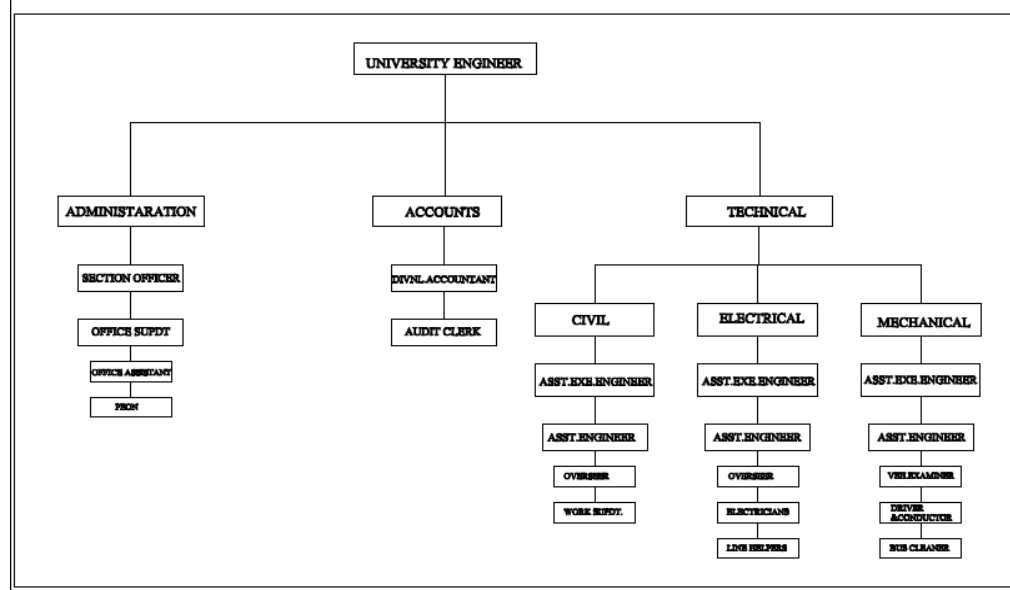 UNIVERSITY ENGINEER
ADMINISTARATION
ACCOUNTS
TECHNICAL
SECTION OFFICER
DIVNL.ACCOUNTANT
OFFICE SUPDT
AUDIT CLERK
CIVIL
ELECTRICAL
MECHANICAL
OFFICE ASSISTANT
ASST.EXE.ENGINEER
ASST.EXE.ENGINEER
ASST.EXE.ENGINEER
PEON
ASST.ENGINEER
ASST.ENGINEER
ASST.ENGINEER
OVERSEER
OVERSEER
VEH.EXAMINER
WORK SUPDT.
ELECTRICIANS
DRIVER
&CONDUCTOR
LINE HELPERS
BUS CLEANER